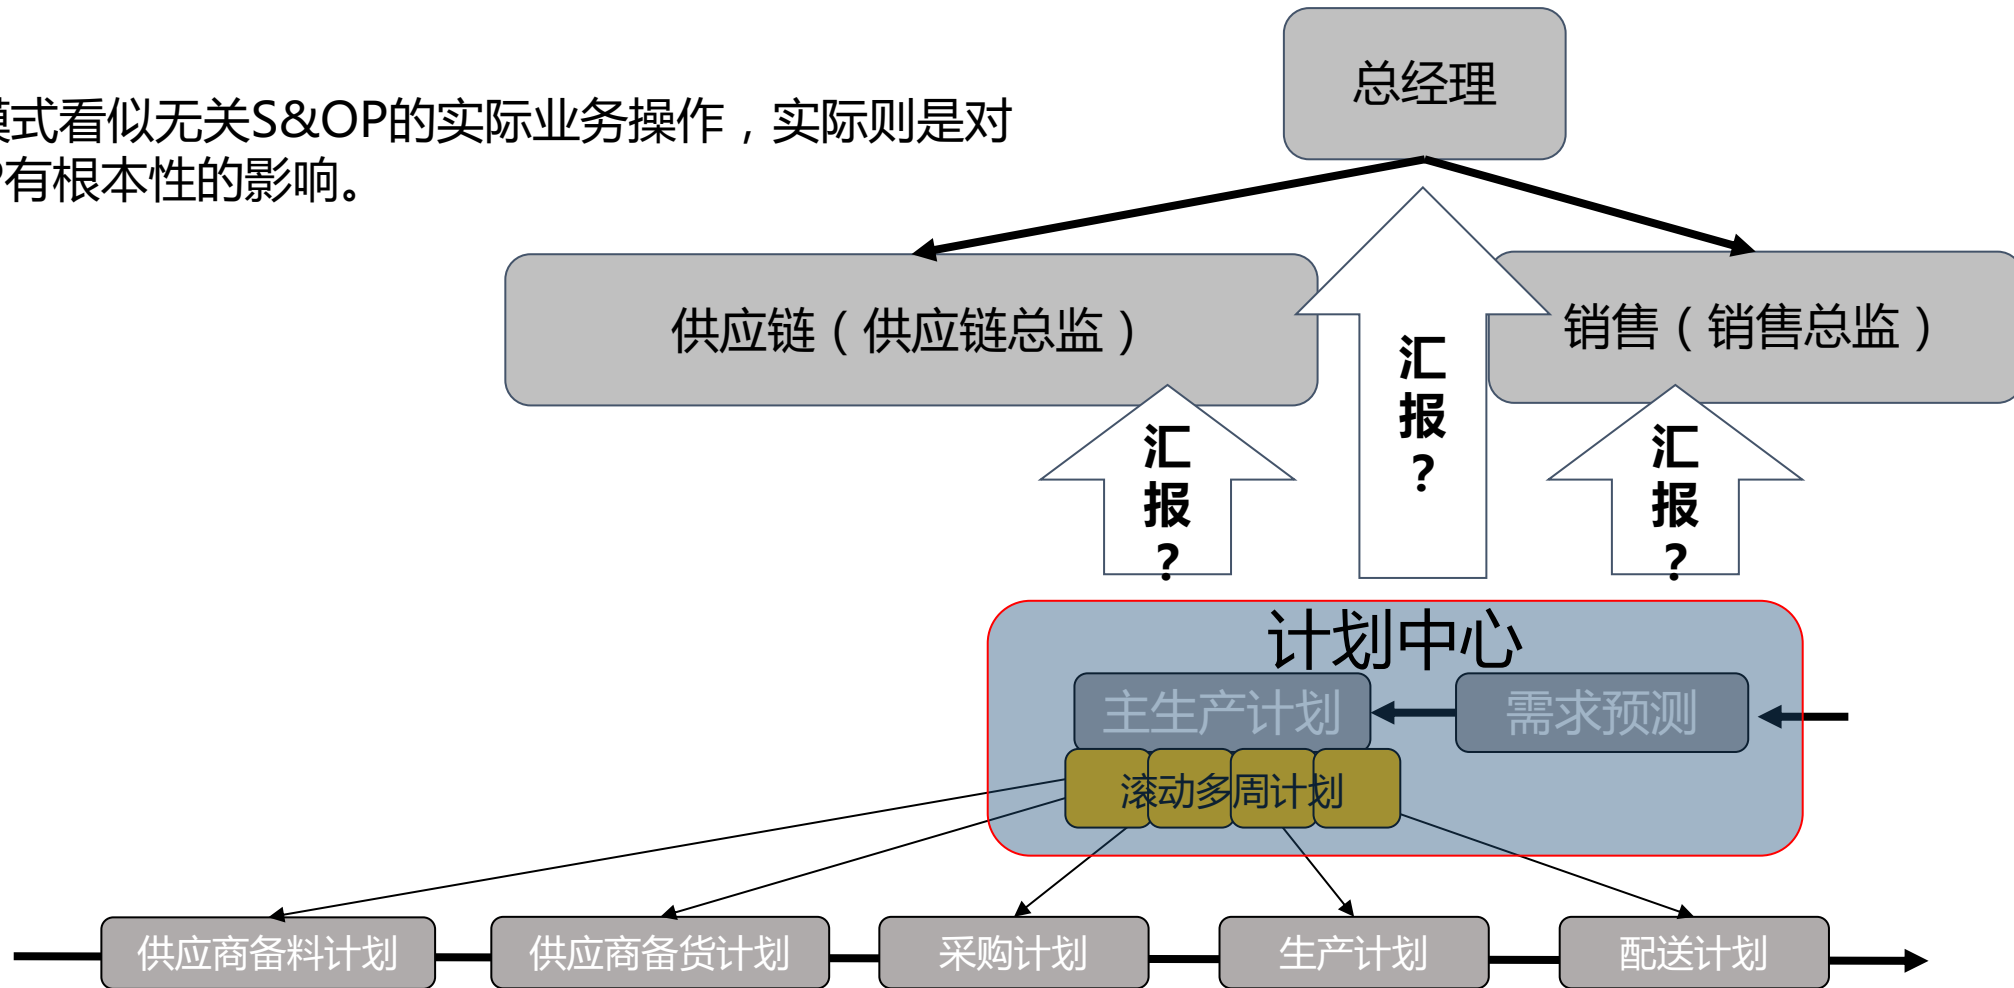 总经理
模式看似无关S&OP的实际业务操作，实际则是对
P有根本性的影响。
供应链（供应链总监）
销售（销售总监）
汇
报
？
汇
报
？
汇
报
？
计划中心
主生产计划
需求预测
滚动多周计划
供应商备料计划
供应商备货计划
采购计划
生产计划
配送计划